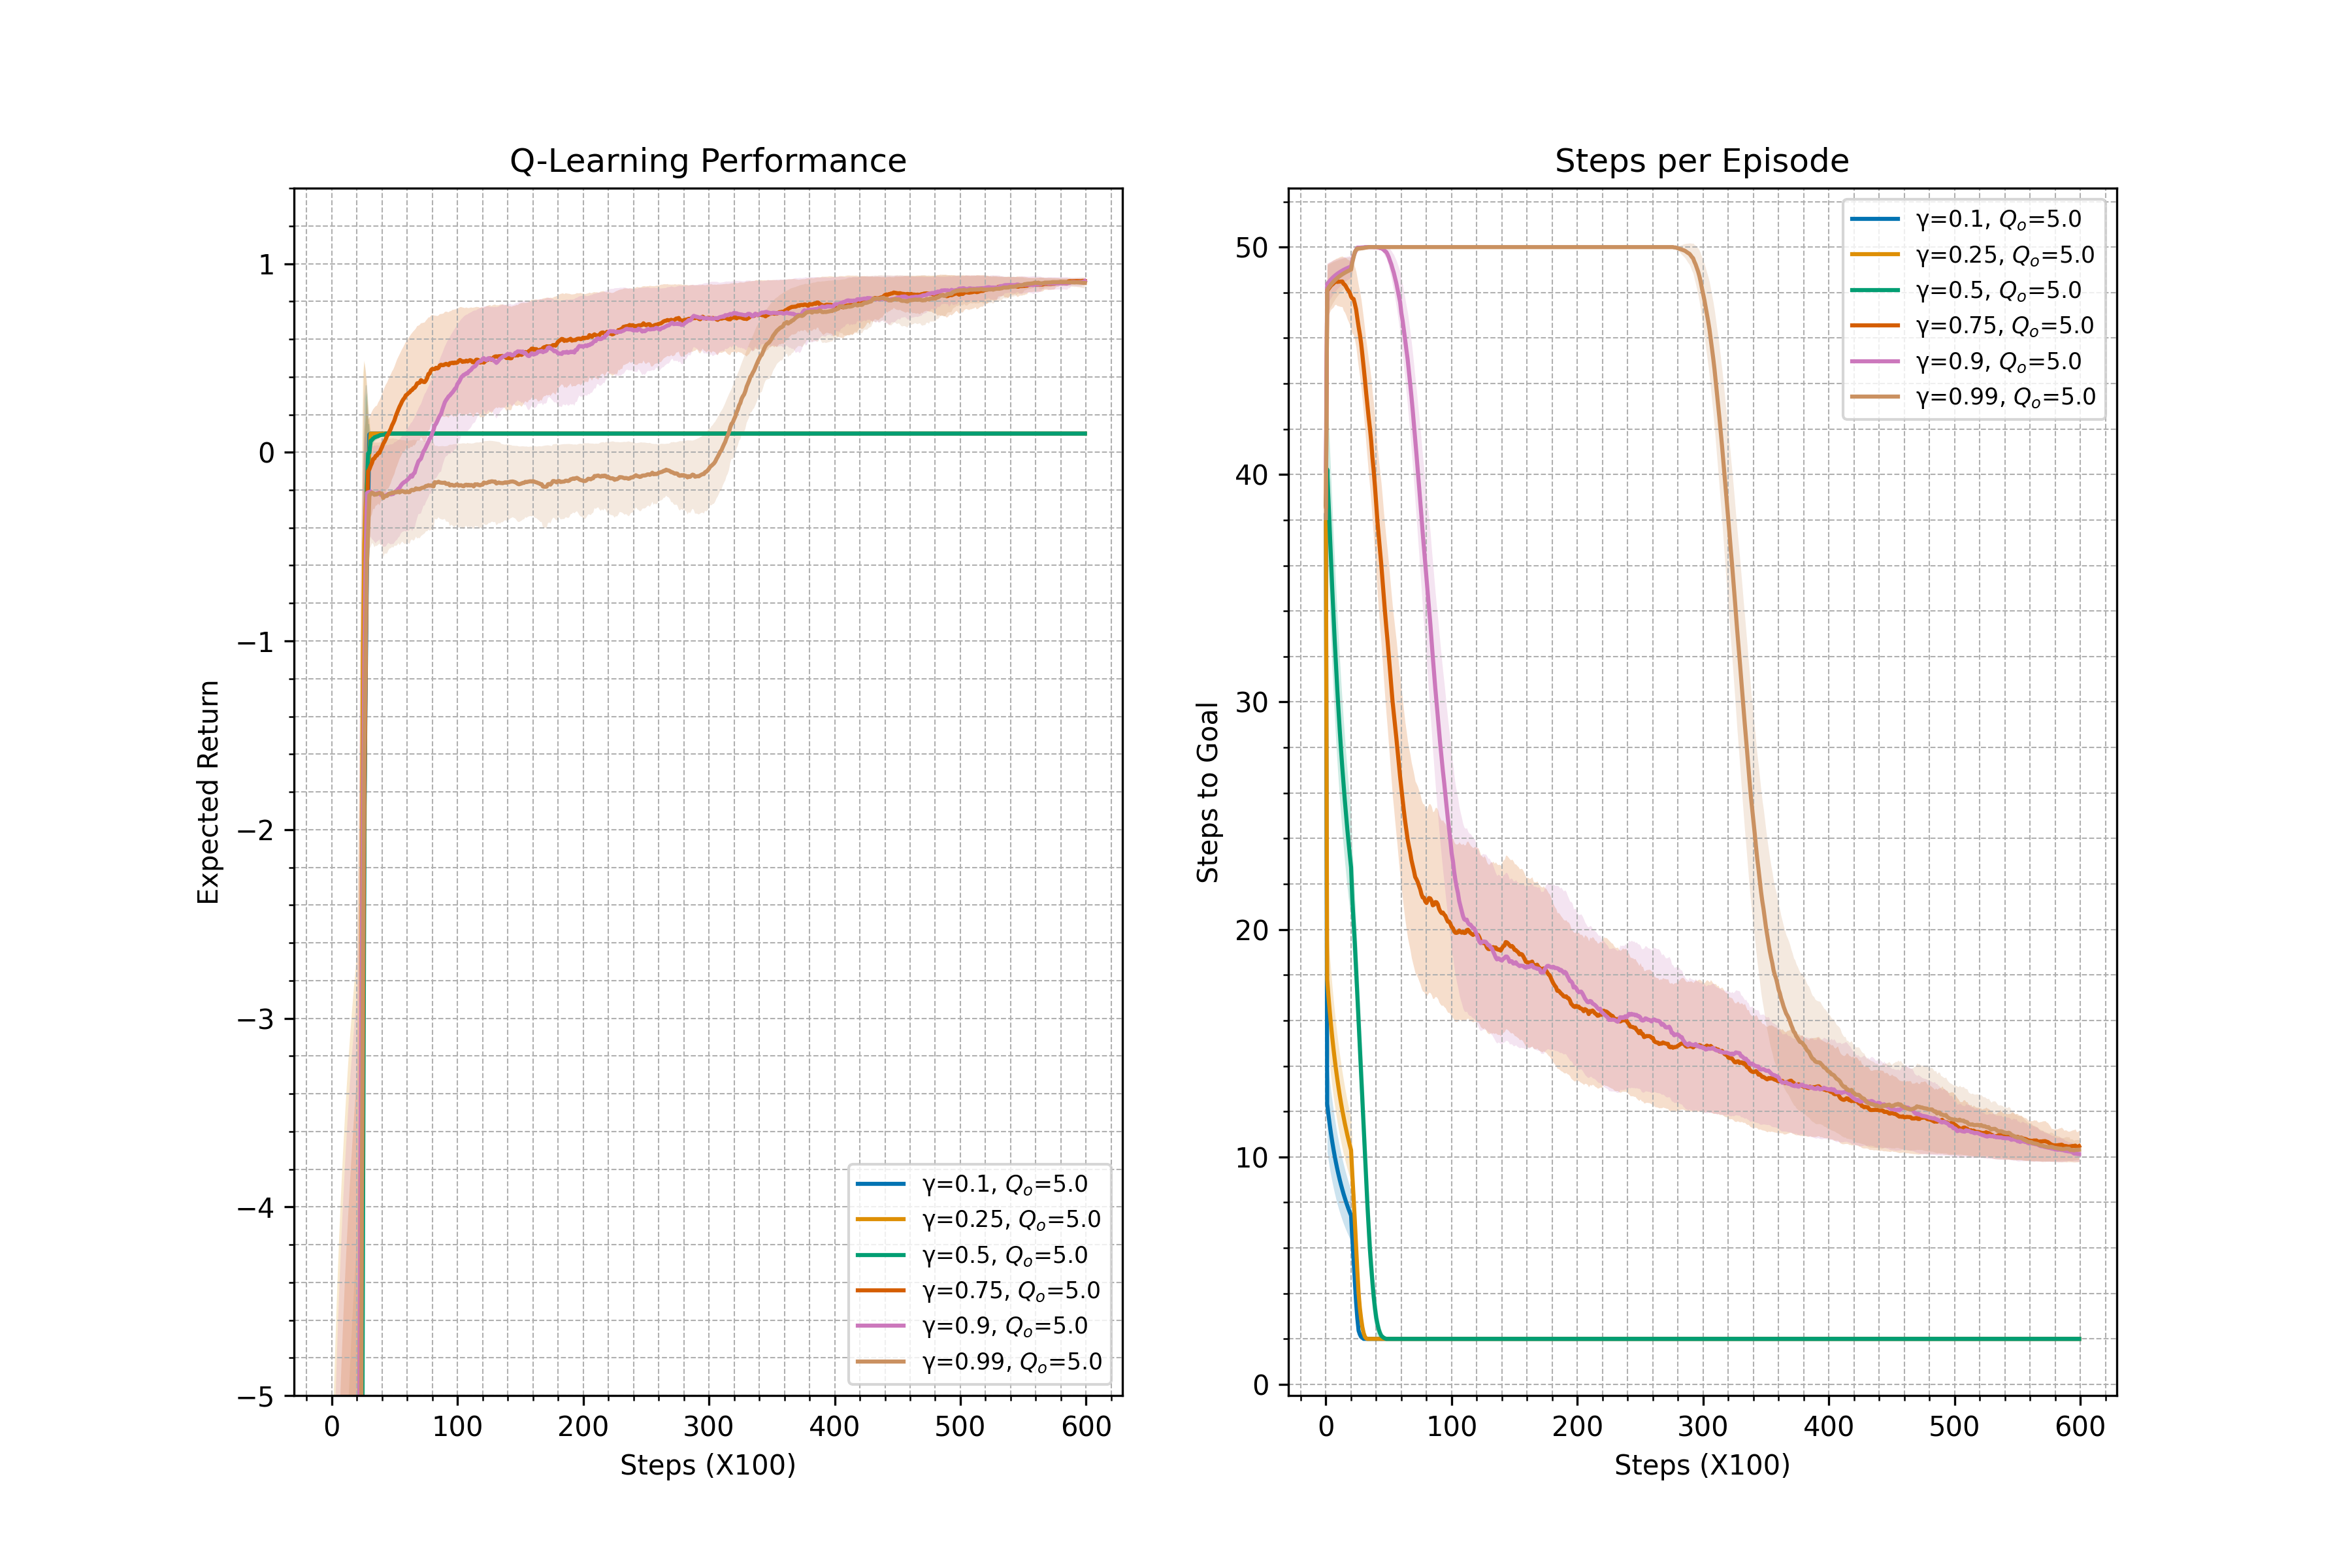 Q-Learning Performance
Expected Return
1
0
−1
−2
−3
−4
−5
0 100 200 300 400 500 600
Steps (X100)
γ=0.1, Qₒ=5.0
γ=0.25, Qₒ=5.0
γ=0.5, Qₒ=5.0
γ=0.75, Qₒ=5.0
γ=0.9, Qₒ=5.0
γ=0.99, Qₒ=5.0
Steps per Episode
Steps to Goal
50
40
30
20
10
0
0 100 200 300 400 500 600
Steps (X100)
γ=0.1, Qₒ=5.0
γ=0.25, Qₒ=5.0
γ=0.5, Qₒ=5.0
γ=0.75, Qₒ=5.0
γ=0.9, Qₒ=5.0
γ=0.99, Qₒ=5.0